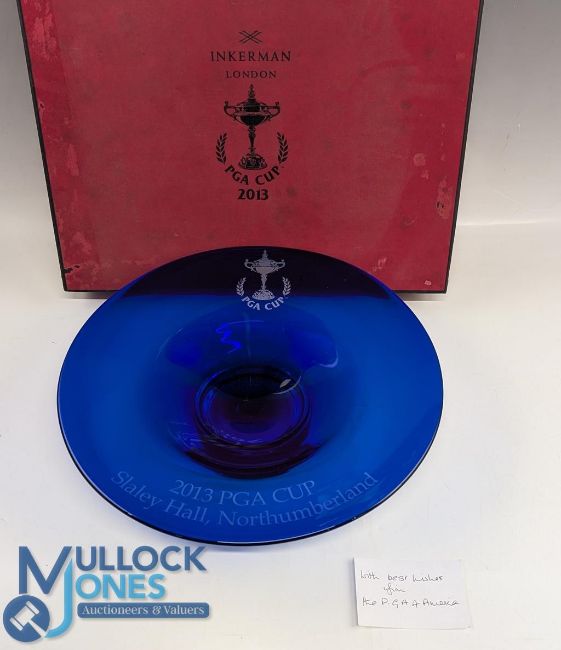 INKERMAN
LONDON
PGA CUP
2013
PGA CUP
2013 PGA CUP
Slaley Hall, Northumberland
with best wishes
from
the P.G.A of America
MULLOCK
JONES
Auctioneers & Valuers